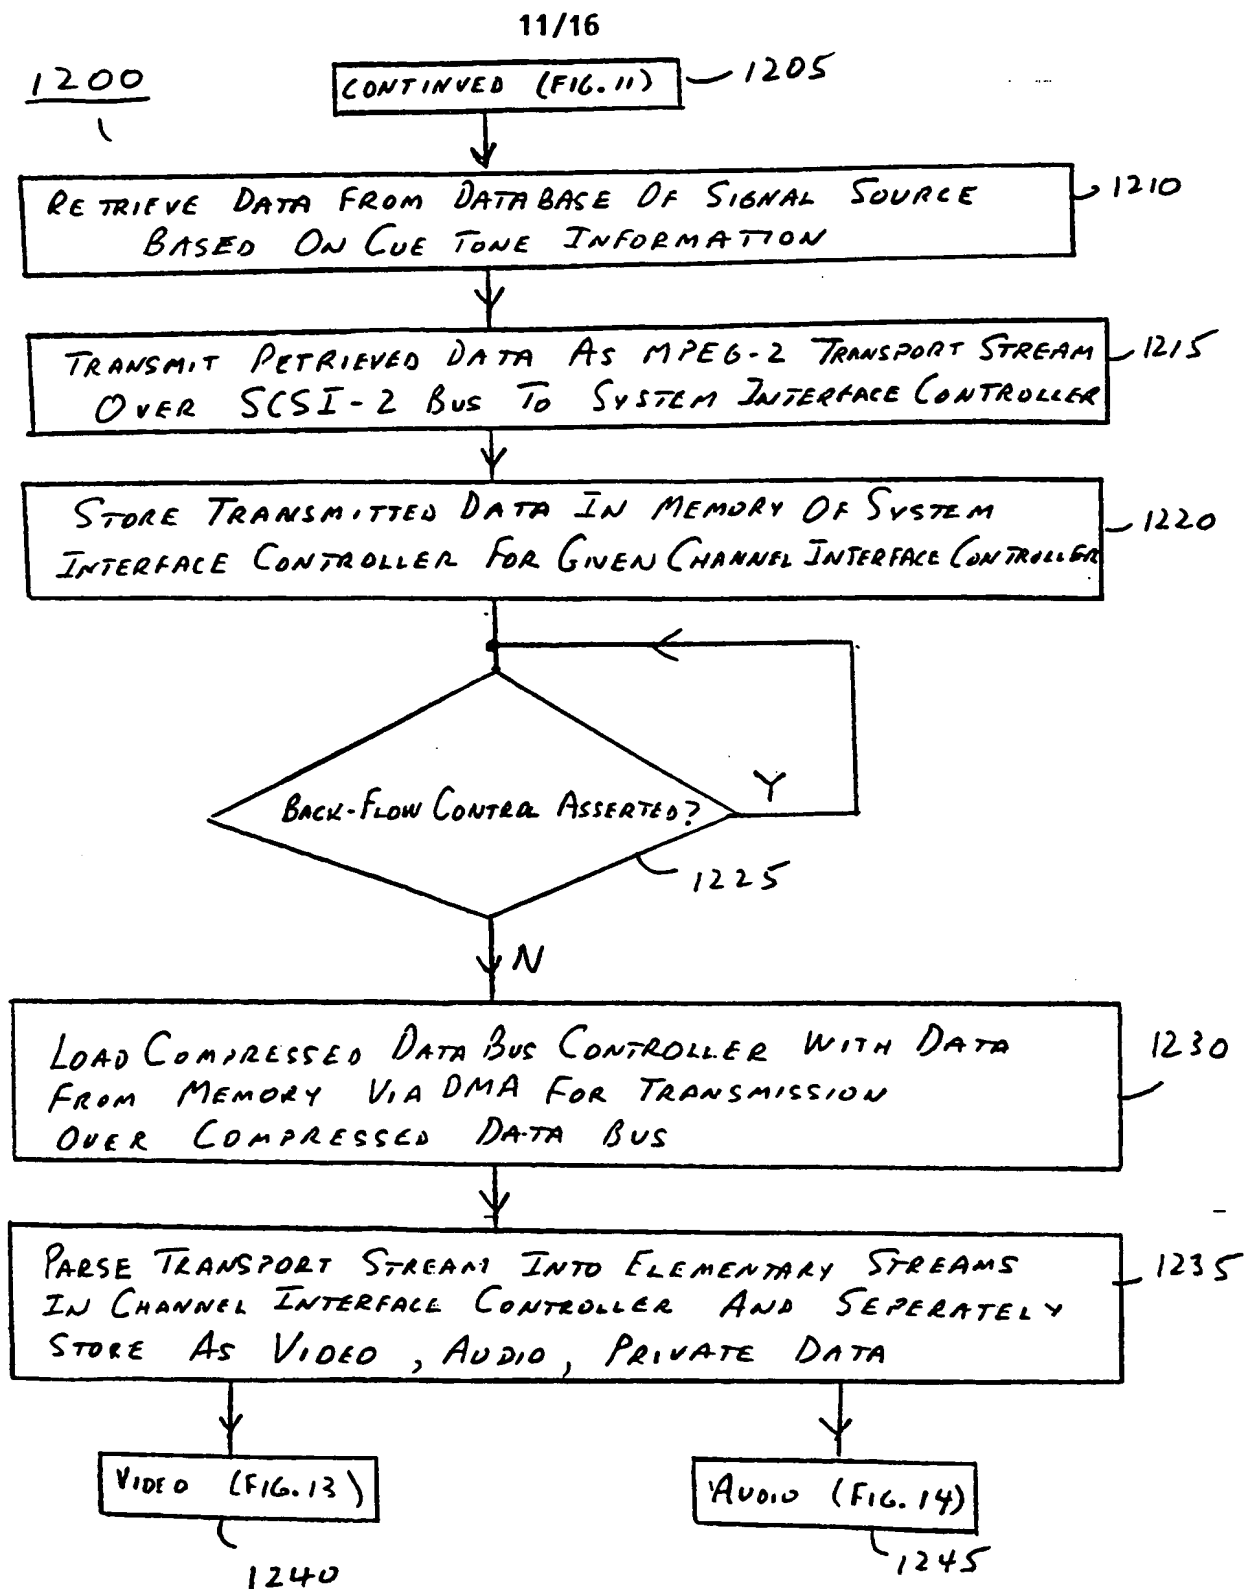 11/16
1200
CONTINUED (FIG. 11)
1205
RETRIEVE DATA FROM DATABASE OF SIGNAL SOURCE
BASED ON CUE TONE INFORMATION
1210
TRANSMIT RETRIEVED DATA AS MPEG-2 TRANSPORT STREAM
OVER SCSI-2 BUS TO SYSTEM INTERFACE CONTROLLER
1215
STORE TRANSMITTED DATA IN MEMORY OF SYSTEM
INTERFACE CONTROLLER FOR GIVEN CHANNEL INTERFACE CONTROLLER
1220
BACK-FLOW CONTROL ASSERTED?
Y
1225
N
LOAD COMPRESSED DATA BUS CONTROLLER WITH DATA
FROM MEMORY VIA DMA FOR TRANSMISSION
OVER COMPRESSED DATA BUS
1230
PARSE TRANSPORT STREAM INTO ELEMENTARY STREAMS
IN CHANNEL INTERFACE CONTROLLER AND SEPERATELY
STORE AS VIDEO, AUDIO, PRIVATE DATA
1235
VIDEO (FIG. 13)
AUDIO (FIG. 14)
1240
1245